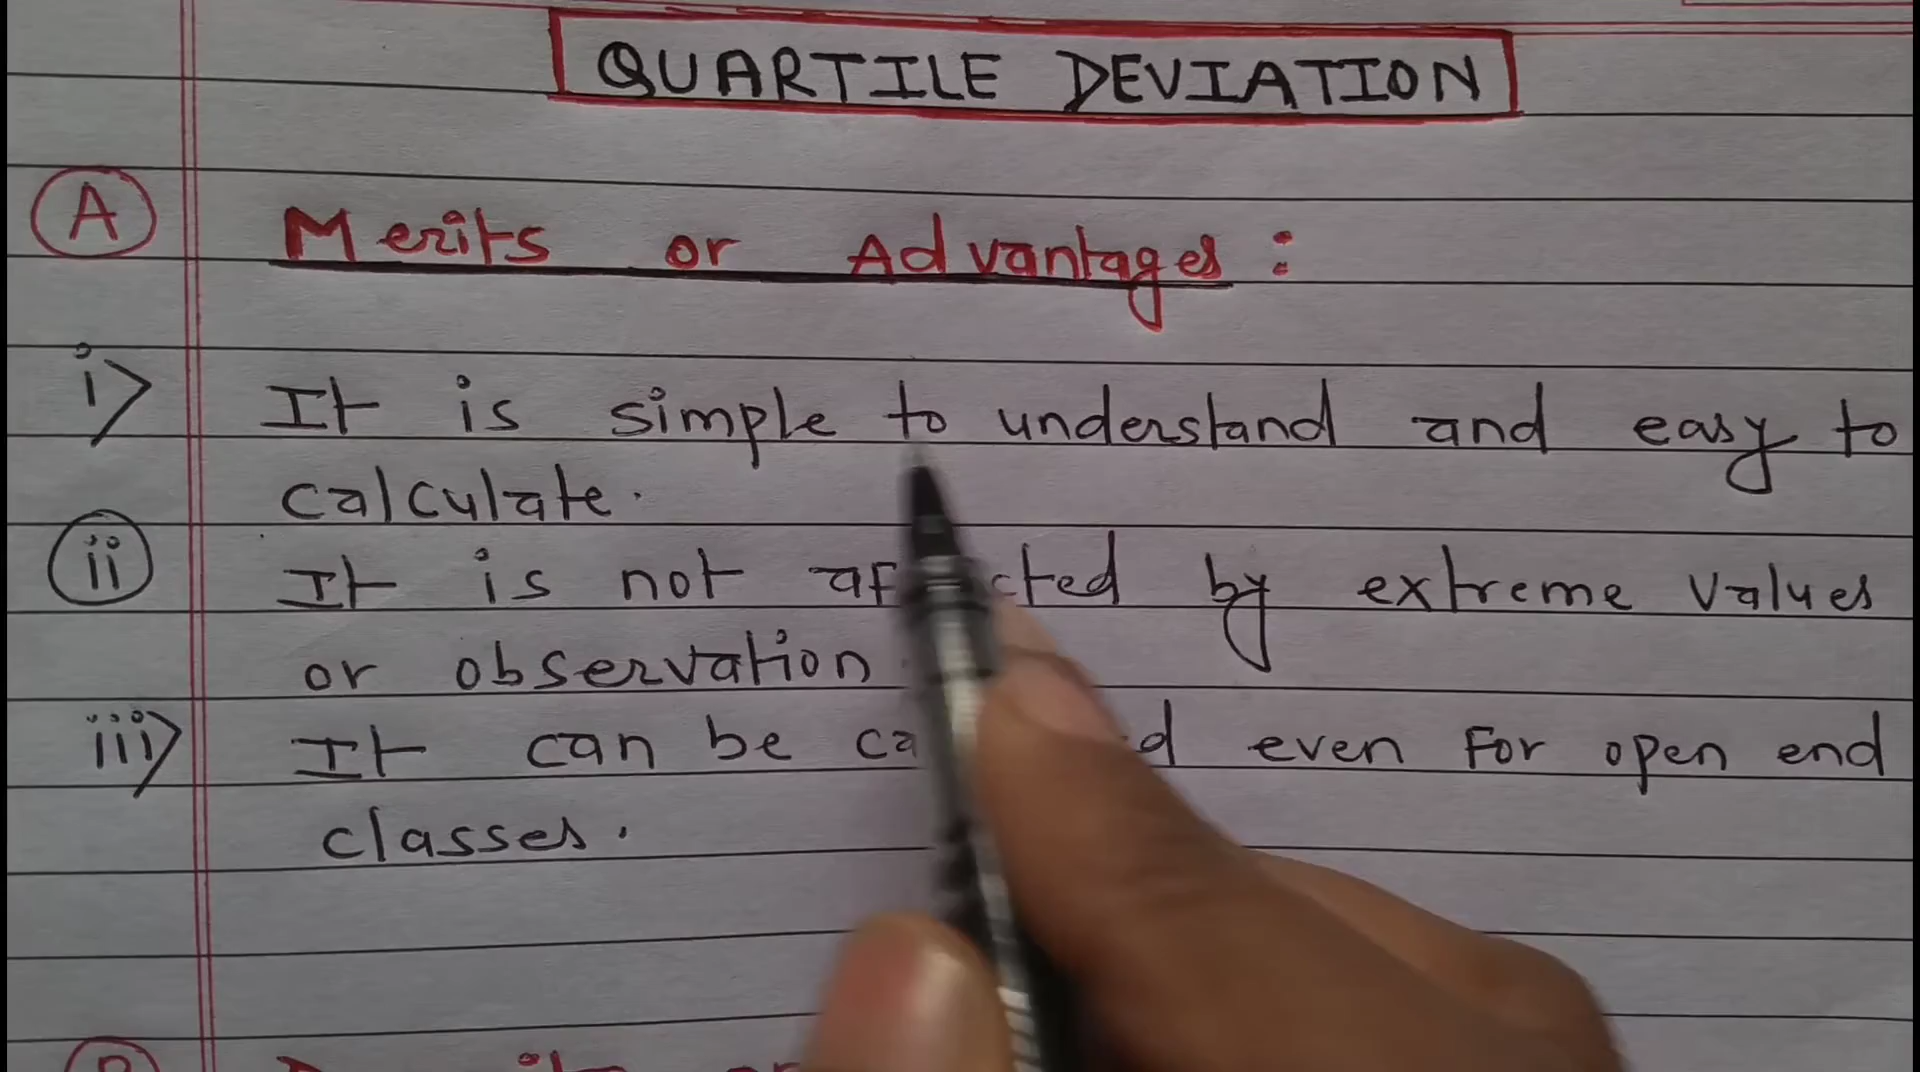 QUARTILE DEVIATION
A Merits or Advantages :
i) It is simple to understand and easy to
calculate.
ii It is not by extreme values
or observation
iii) It can be even for open end
classes.